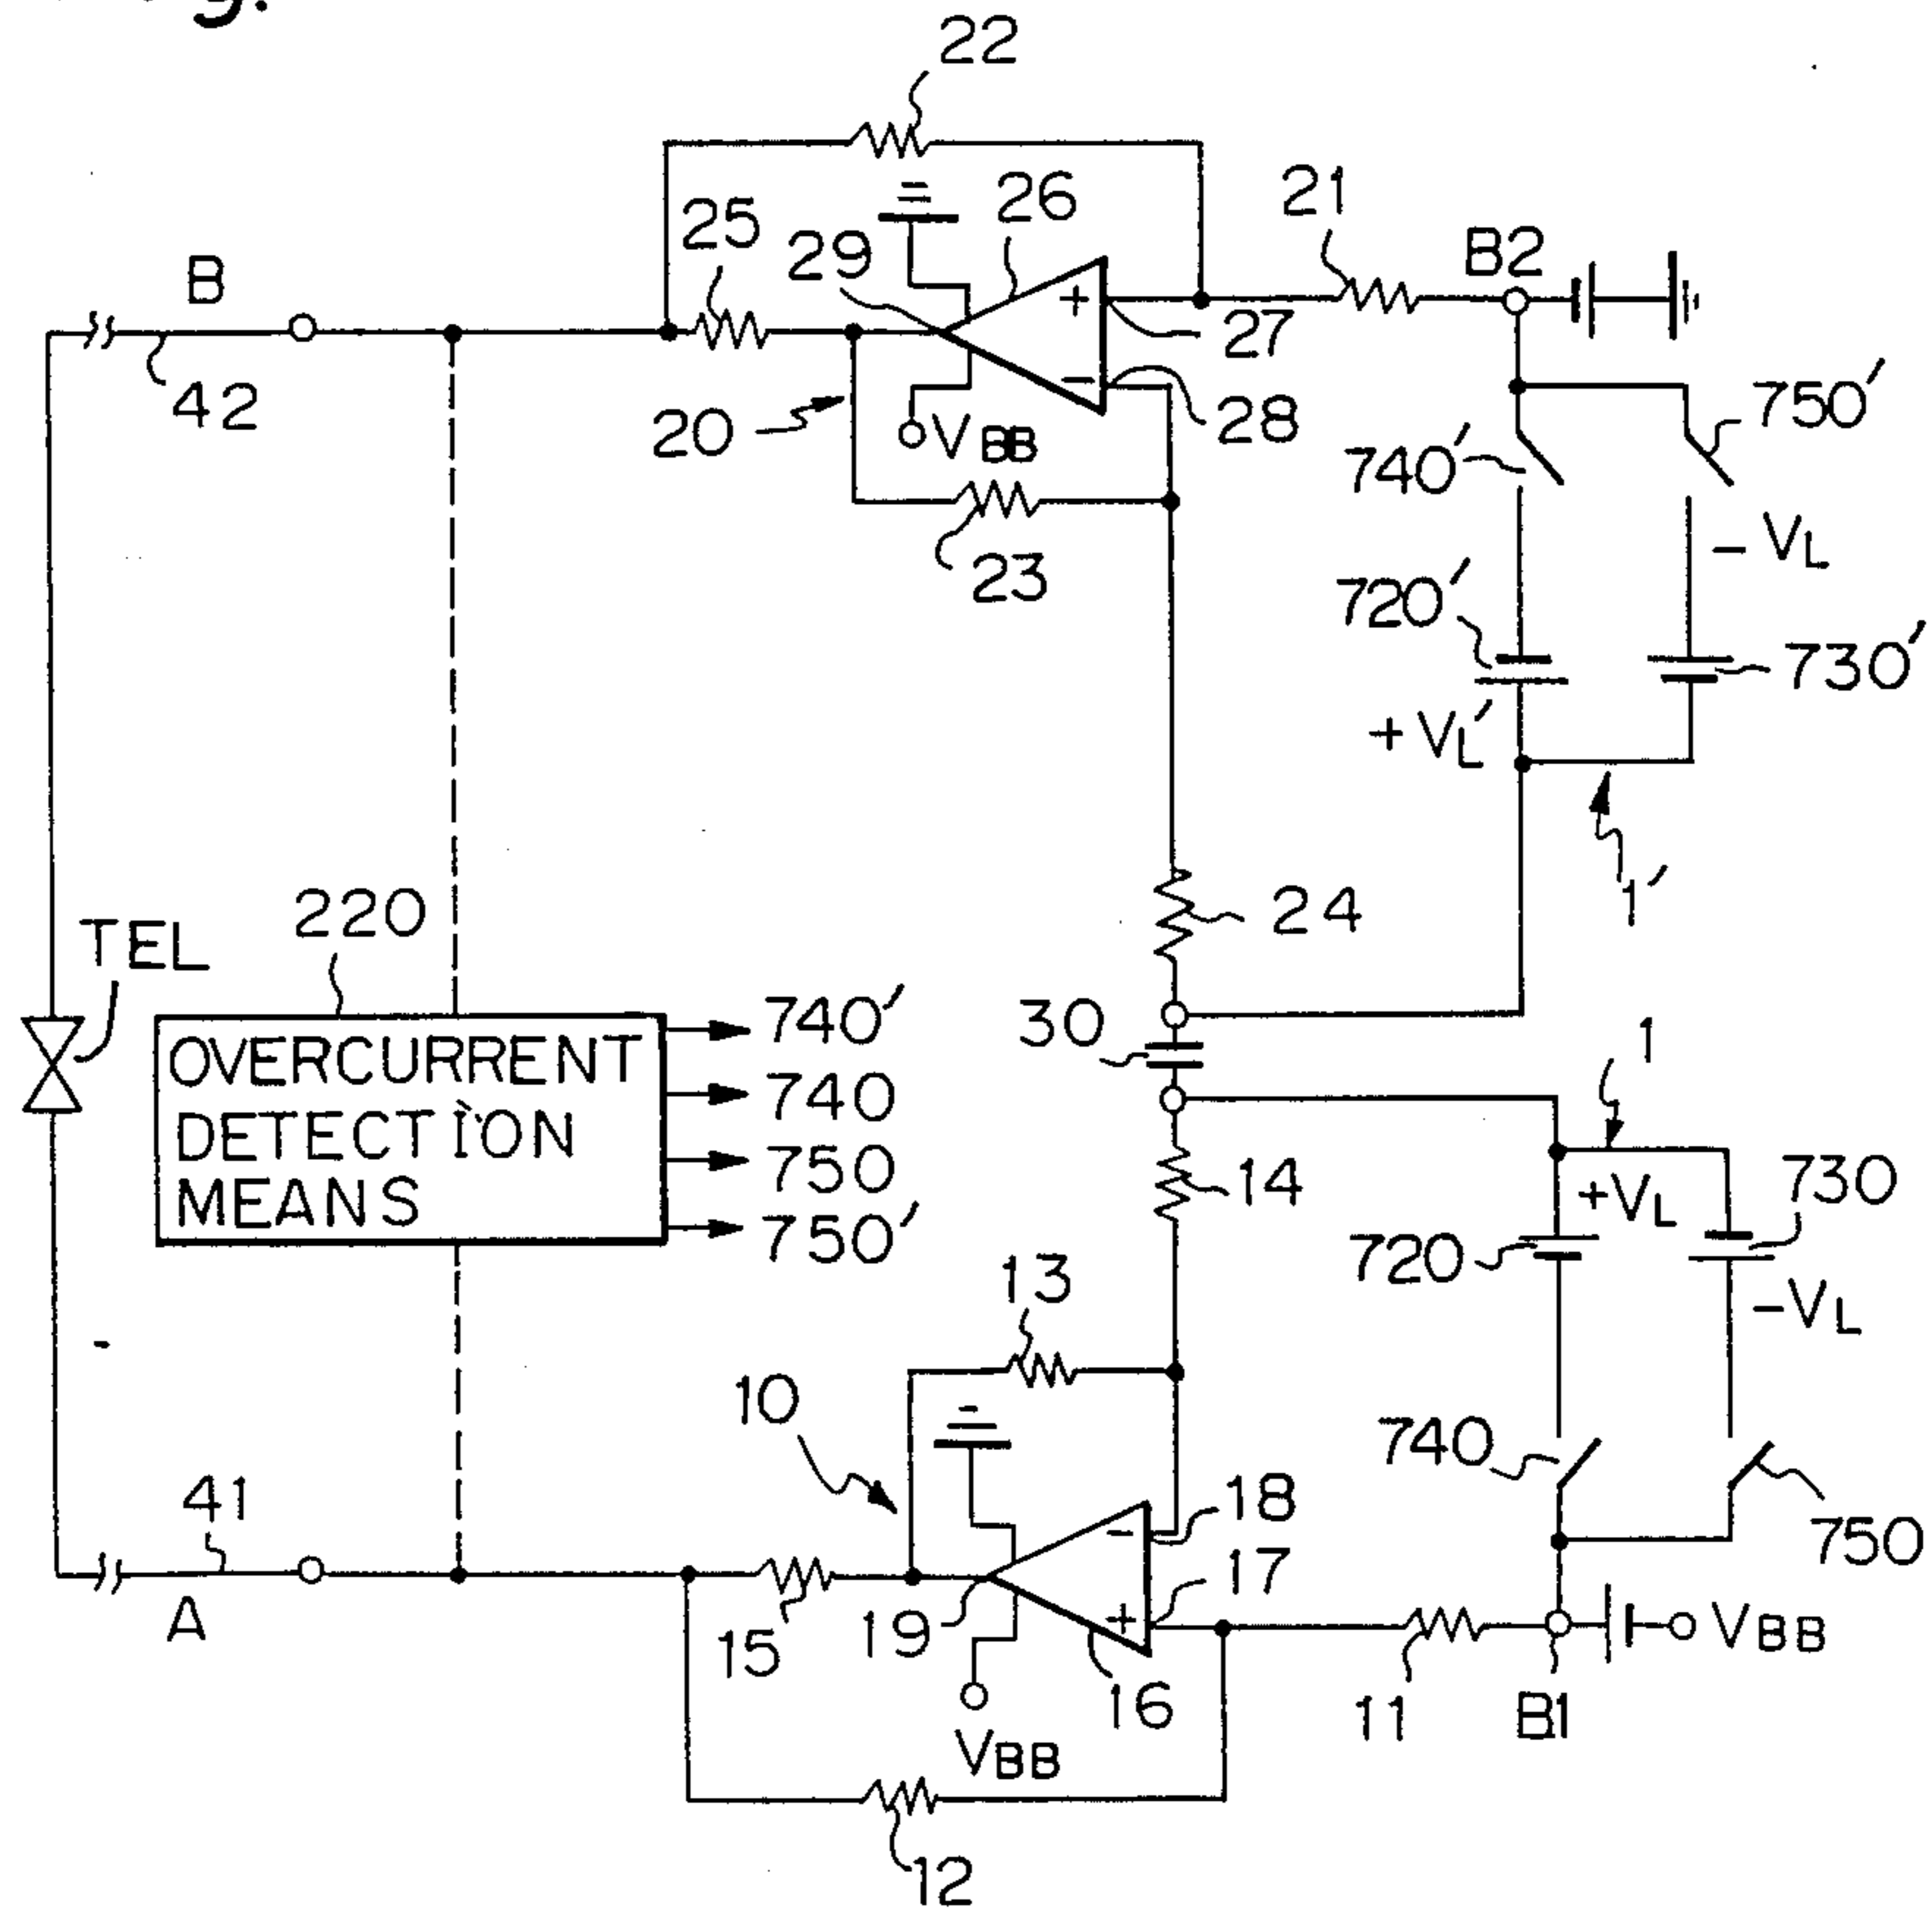 22
21
B2
26
25
29
B
27
42
20
VBB
28
750'
740'
-VL
23
720'
730'
+VL'
1'
24
220
TEL
30
740'
740
750
750'
OVERCURRENT
DETECTION
MEANS
1
14
+VL
730
720
-VL
13
10
740
41
18
17
750
A
15
19
16
11
B1
VBB
VBB
12